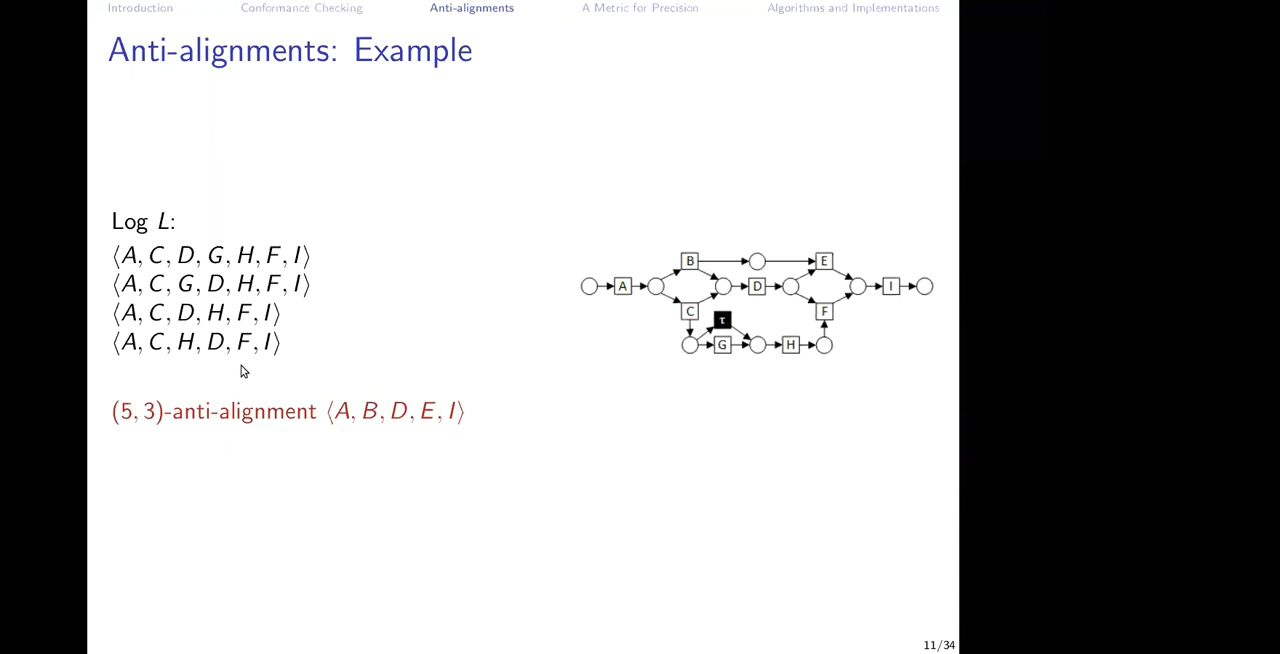 Introduction Conformance Checking Anti-alignments A Metric for Precision Algorithms and Implementations
Anti-alignments: Example
Log L:
⟨A, C, D, G, H, F, I⟩
⟨A, C, G, D, H, F, I⟩
⟨A, C, D, H, F, I⟩
⟨A, C, H, D, F, I⟩
(5, 3)-anti-alignment ⟨A, B, D, E, I⟩
B E
A D I
C F
τ
G H
11/34